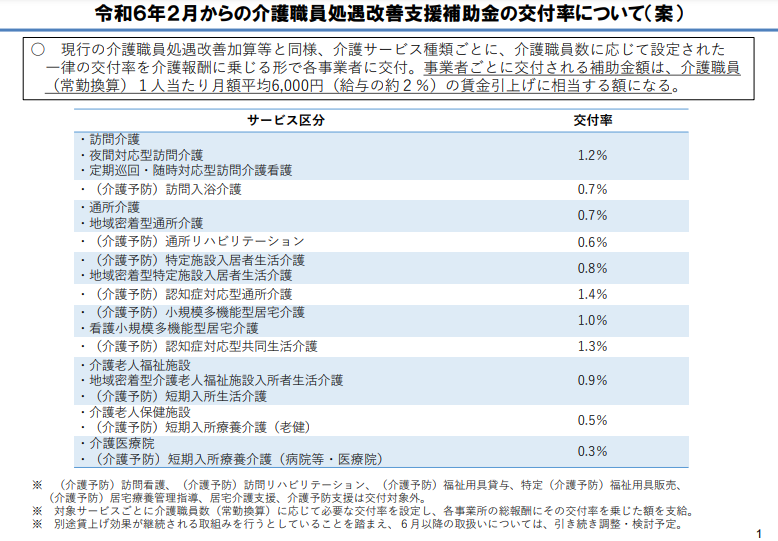 令和６年２月からの介護職員処遇改善支援補助金の交付率について（案）
○　現行の介護職員処遇改善加算等と同様、介護サービス種類ごとに、介護職員数に応じて設定された
一律の交付率を介護報酬に乗じる形で各事業者に交付。事業者ごとに交付される補助金額は、介護職員
（常勤換算）１人当たり月額平均6,000円（給与の約２％）の賃金引上げに相当する額になる。
サービス区分　交付率
・訪問介護
・夜間対応型訪問介護
・定期巡回・随時対応型訪問介護看護
1.2%
・（介護予防）訪問入浴介護　0.7%
・通所介護
・地域密着型通所介護
0.7%
・（介護予防）通所リハビリテーション　0.6%
・（介護予防）特定施設入居者生活介護
・地域密着型特定施設入居者生活介護
0.8%
・（介護予防）認知症対応型通所介護　1.4%
・（介護予防）小規模多機能型居宅介護
・看護小規模多機能型居宅介護
1.0%
・（介護予防）認知症対応型共同生活介護　1.3%
・介護老人福祉施設
・地域密着型介護老人福祉施設入所者生活介護
・（介護予防）短期入所生活介護
0.9%
・介護老人保健施設
・（介護予防）短期入所療養介護（老健）
0.5%
・介護医療院
・（介護予防）短期入所療養介護（病院等・医療院）
0.3%
※　（介護予防）訪問看護、（介護予防）訪問リハビリテーション、（介護予防）福祉用具貸与、特定（介護予防）福祉用具販売、
（介護予防）居宅療養管理指導、居宅介護支援、介護予防支援は交付対象外。
※　対象サービスごとに介護職員数（常勤換算）に応じて必要な交付率を設定し、各事業所の総報酬にその交付率を乗じた額を支給。
※　別途賃上げ効果が継続される取組みを行うとしていることを踏まえ、６月以降の取扱いについては、引き続き調整・検討予定。
1